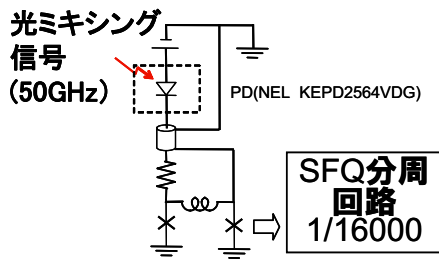 光ミキシング
信号
(50GHz)
PD(NEL KEPD2564VDG)
SFQ分周
回路
1/16000